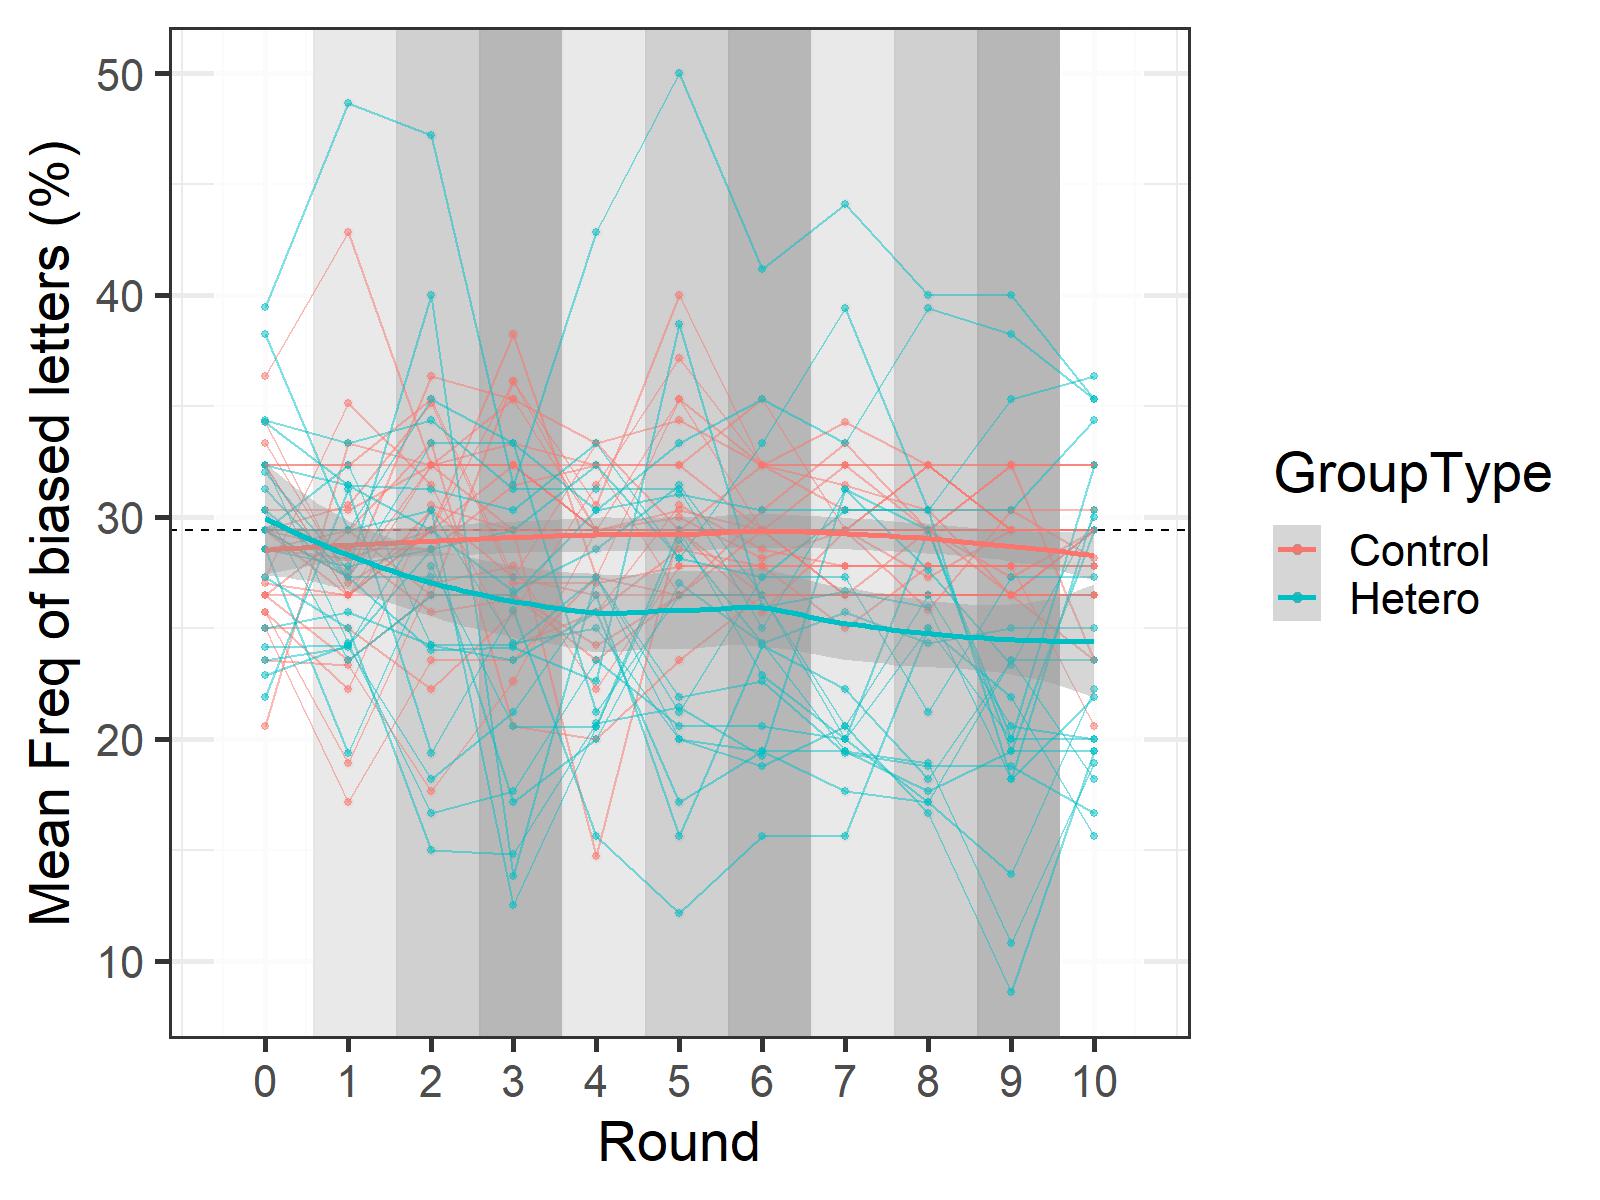 Mean Freq of biased letters (%)
50
40
30
20
10
0 1 2 3 4 5 6 7 8 9 10
Round
GroupType
Control
Hetero